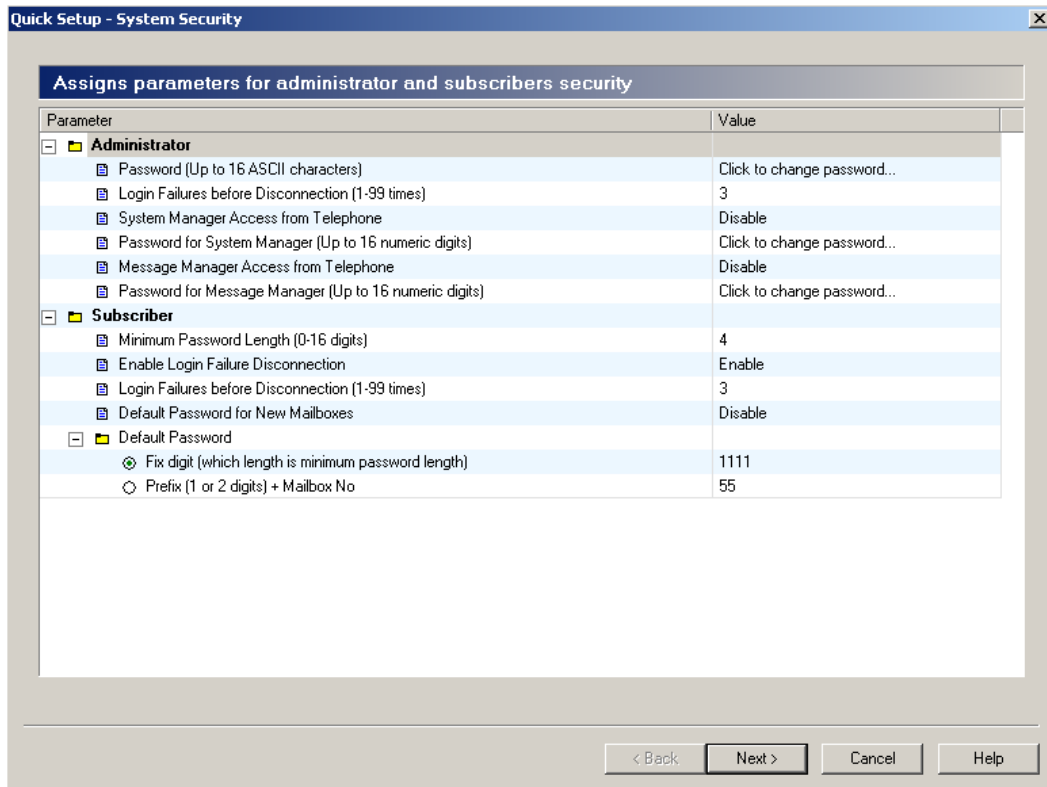 Quick Setup - System Security
Assigns parameters for administrator and subscribers security
Parameter Value
Administrator
Password (Up to 16 ASCII characters) Click to change password...
Login Failures before Disconnection (1-99 times) 3
System Manager Access from Telephone Disable
Password for System Manager (Up to 16 numeric digits) Click to change password...
Message Manager Access from Telephone Disable
Password for Message Manager (Up to 16 numeric digits) Click to change password...
Subscriber
Minimum Password Length (0-16 digits) 4
Enable Login Failure Disconnection Enable
Login Failures before Disconnection (1-99 times) 3
Default Password for New Mailboxes Disable
Default Password
Fix digit (which length is minimum password length) 1111
Prefix (1 or 2 digits) + Mailbox No 55
< Back Next > Cancel Help